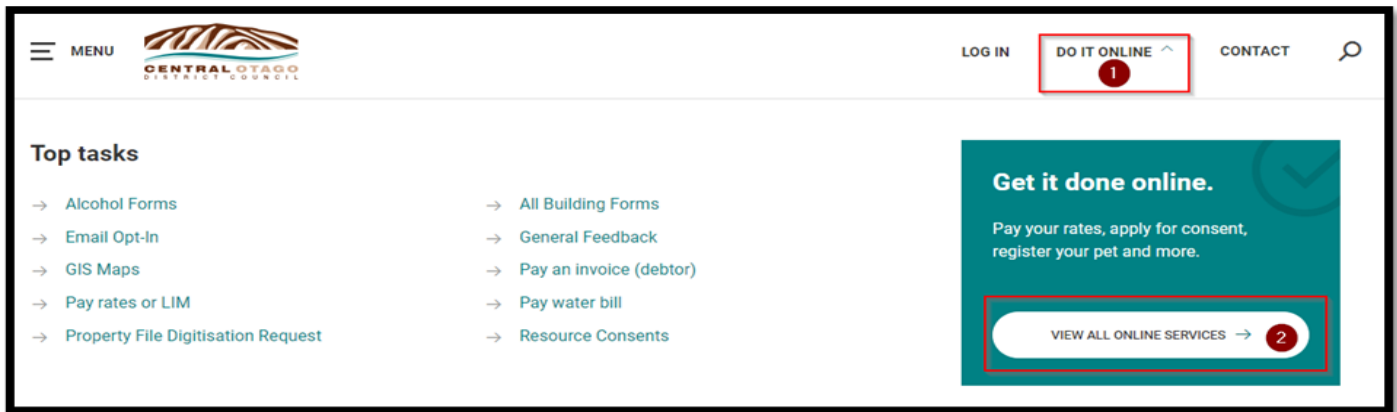 MENU
CENTRAL OTAGO
DISTRICT COUNCIL
LOG IN
DO IT ONLINE
1
CONTACT
Top tasks
Alcohol Forms
Email Opt-In
GIS Maps
Pay rates or LIM
Property File Digitisation Request
All Building Forms
General Feedback
Pay an invoice (debtor)
Pay water bill
Resource Consents
Get it done online.
Pay your rates, apply for consent,
register your pet and more.
VIEW ALL ONLINE SERVICES → 2